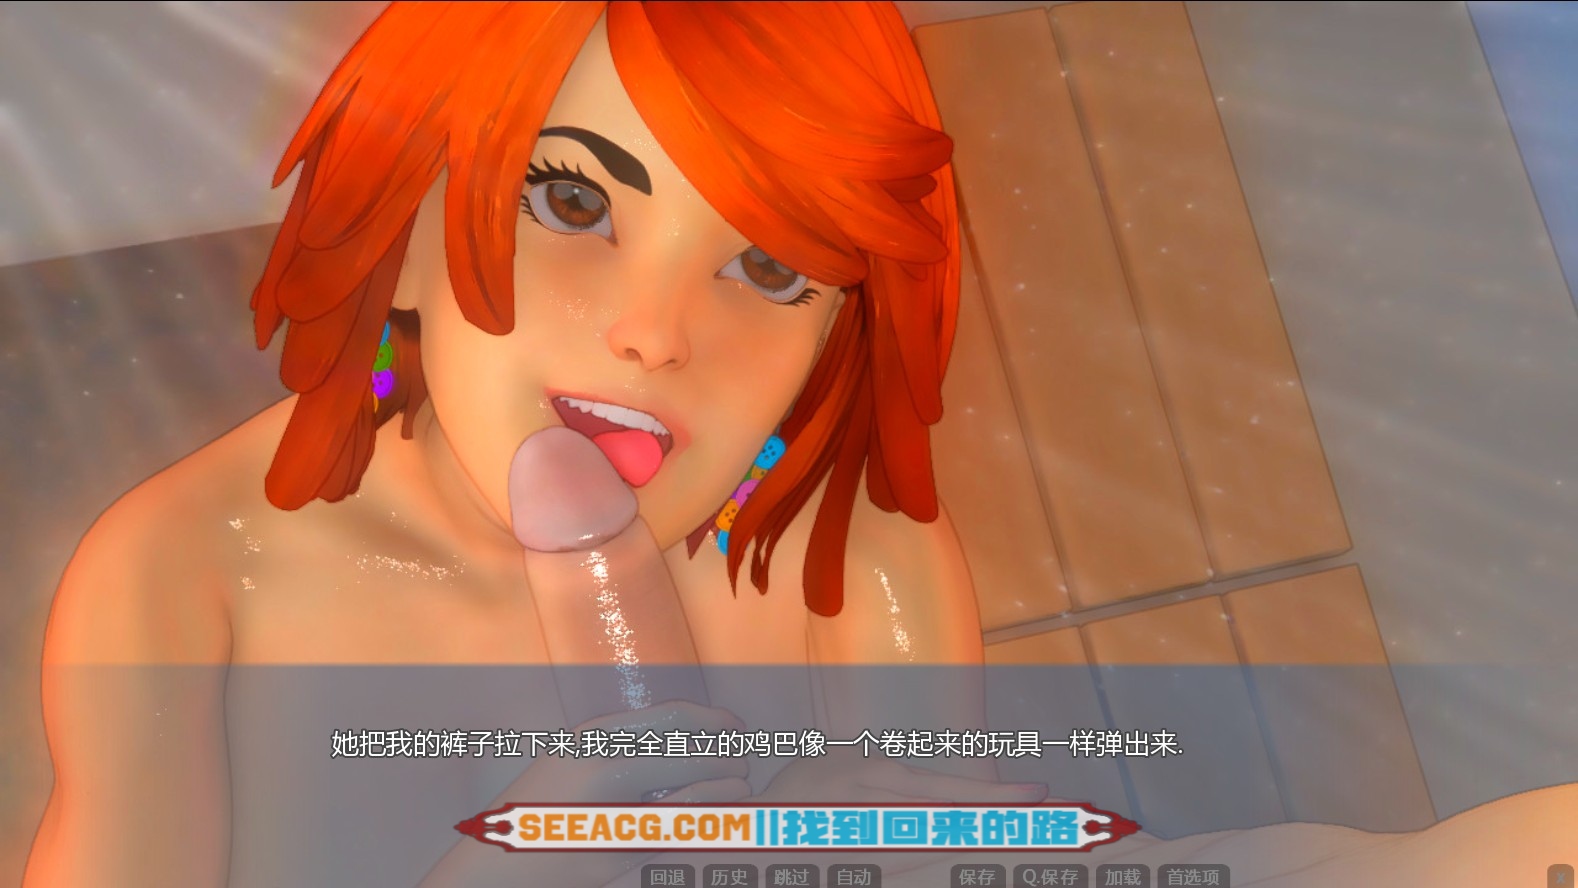 她把我的裤子拉下来,我完全直立的鸡巴像一个卷起来的玩具一样弹出来.
SEEACG.COM||找到回来的路
回退 历史 跳过 自动 保存 Q.保存 加载 首选项 x